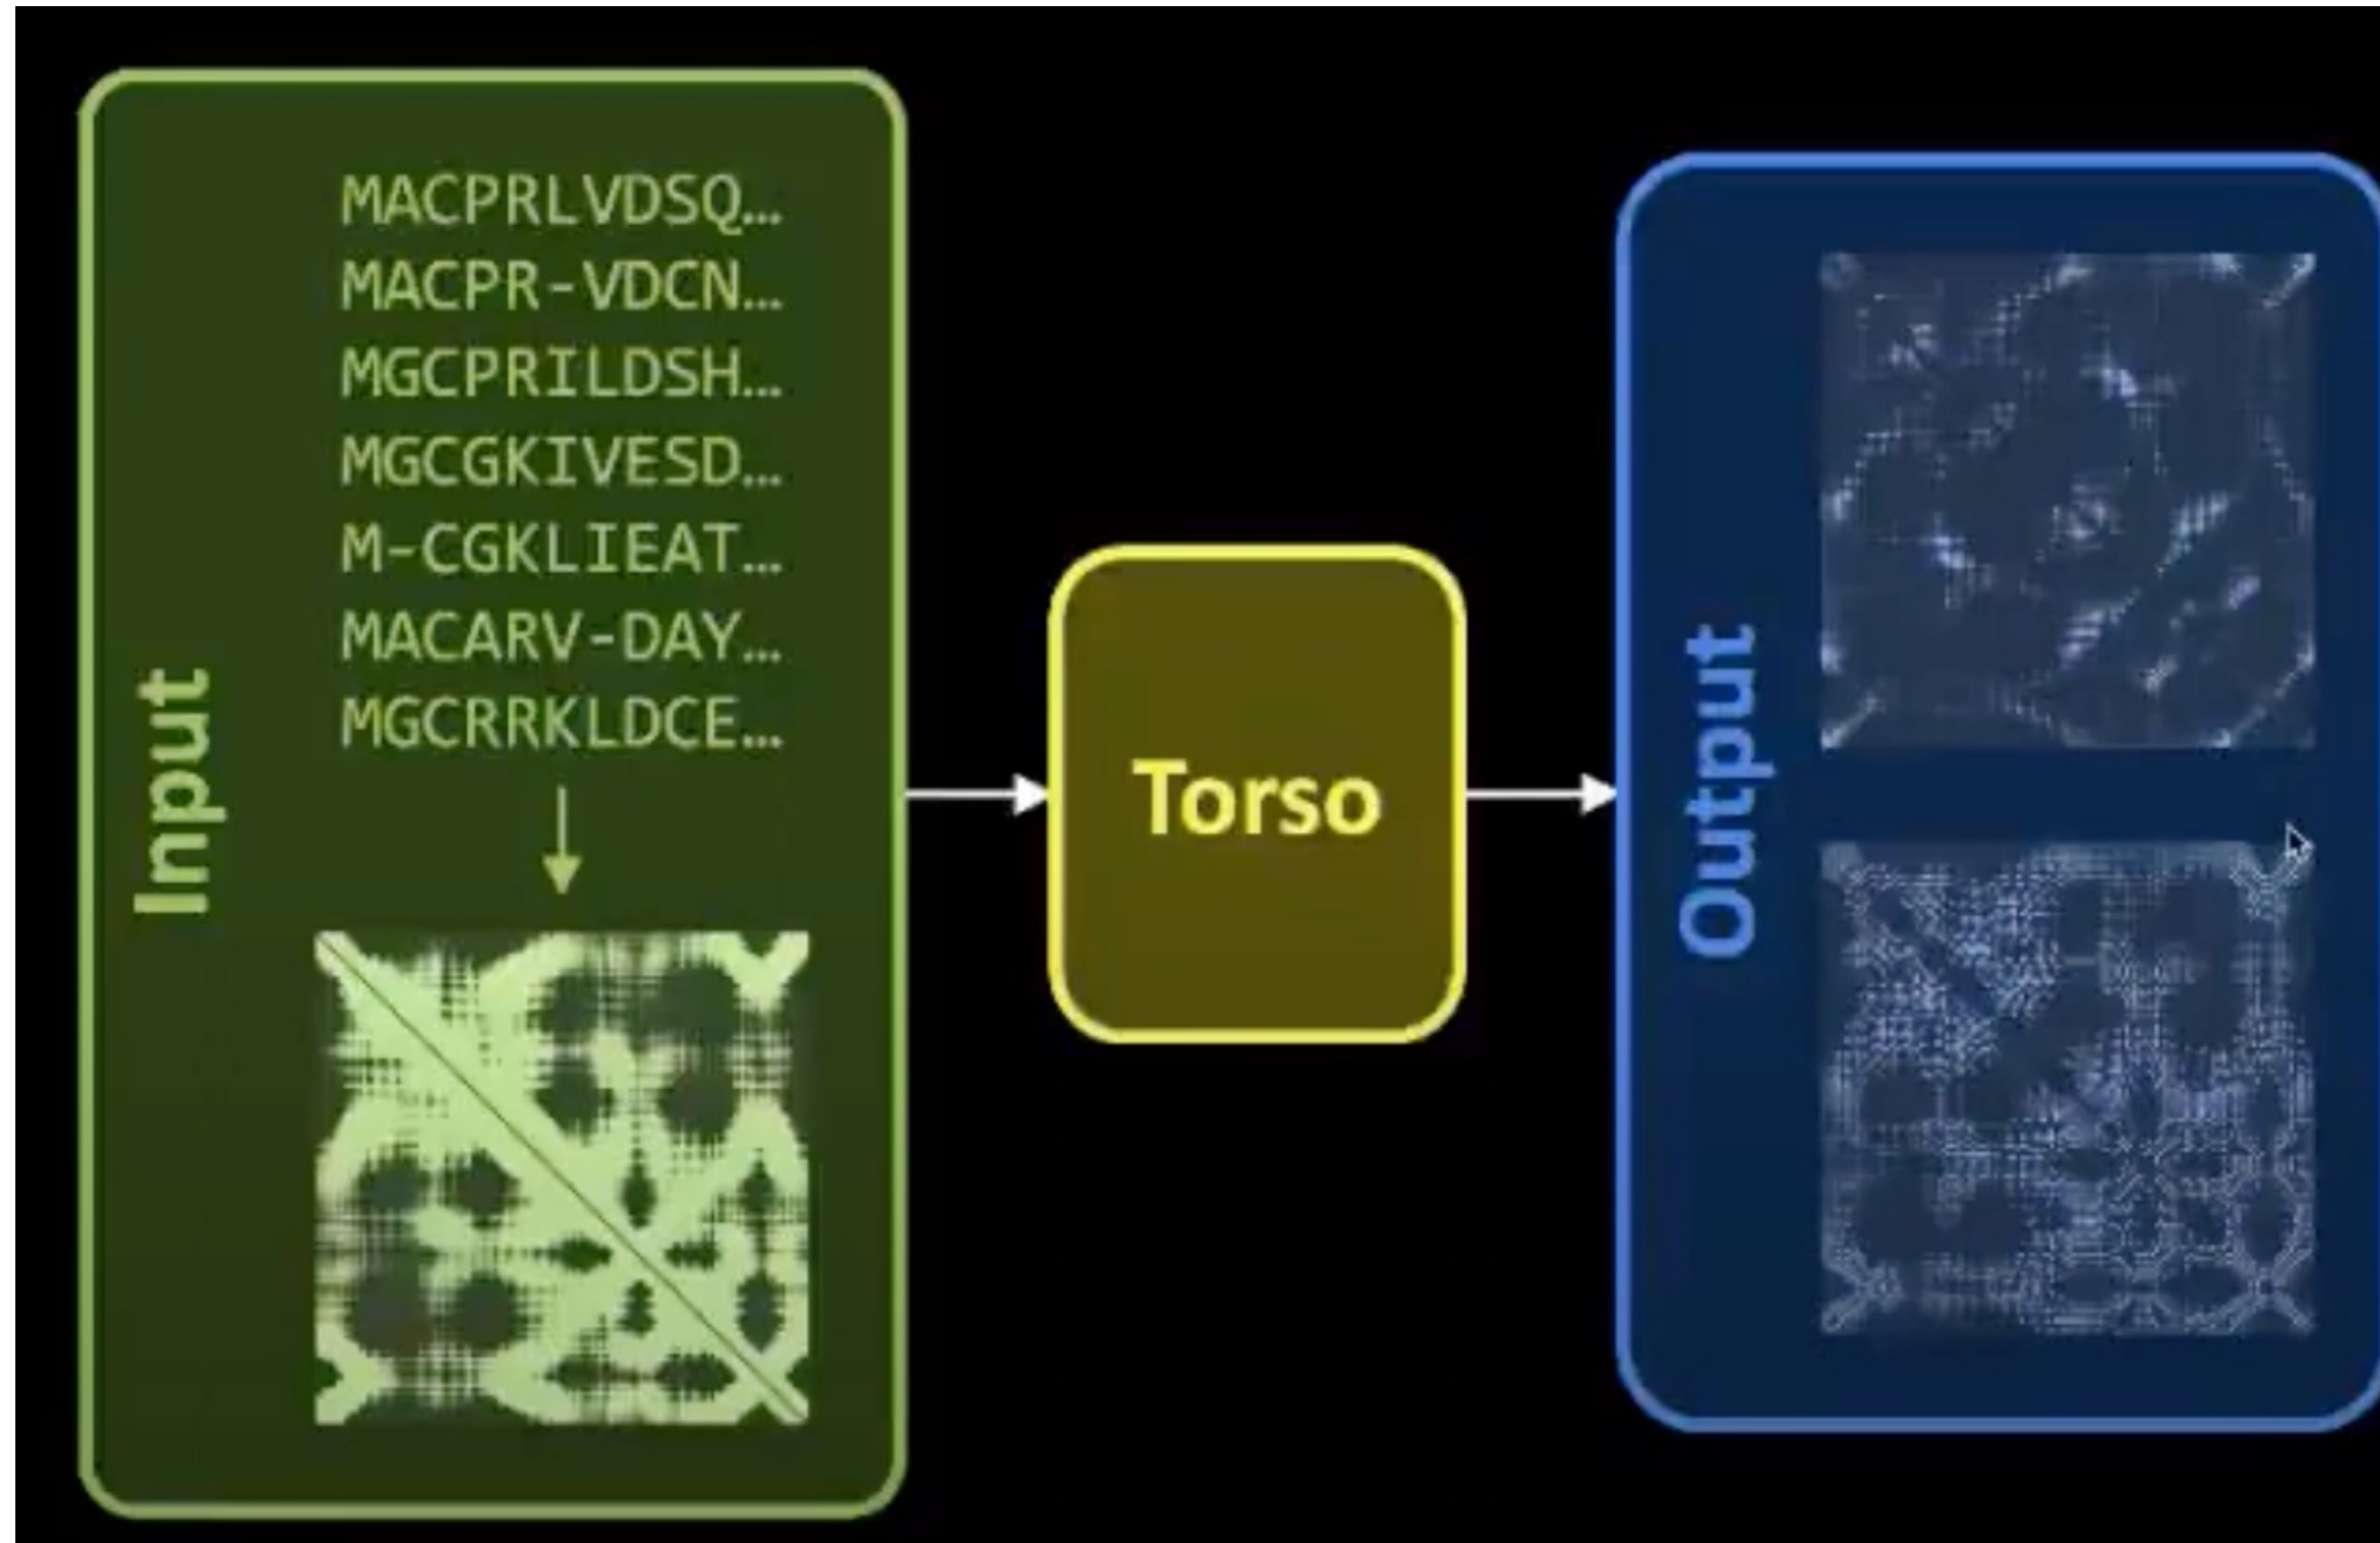 Input
MACPRLVDSQ…
MACPR-VDCN…
MGCPRILDSH…
MGCGKIVESD…
M-CGKLIEAT…
MACARV-DAY…
MGCRRKLDCE…
Torso
Output